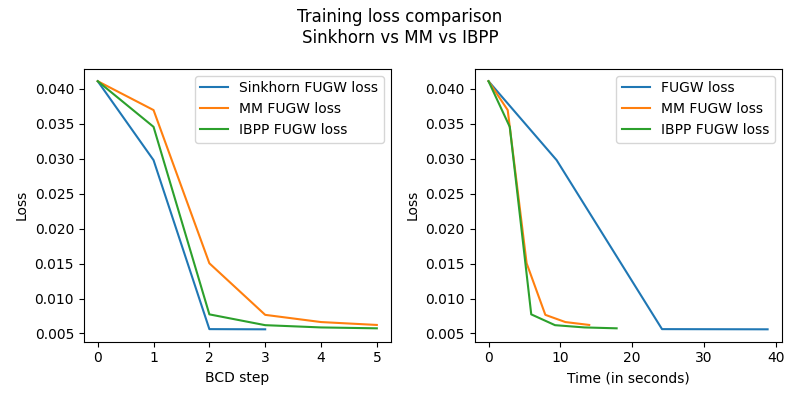 Training loss comparison
Sinkhorn vs MM vs IBPP
0.040
0.035
0.030
0.025
0.020
0.015
0.010
0.005
Loss
0 1 2 3 4 5
BCD step
Sinkhorn FUGW loss
MM FUGW loss
IBPP FUGW loss
0.040
0.035
0.030
0.025
0.020
0.015
0.010
0.005
Loss
0 10 20 30 40
Time (in seconds)
FUGW loss
MM FUGW loss
IBPP FUGW loss